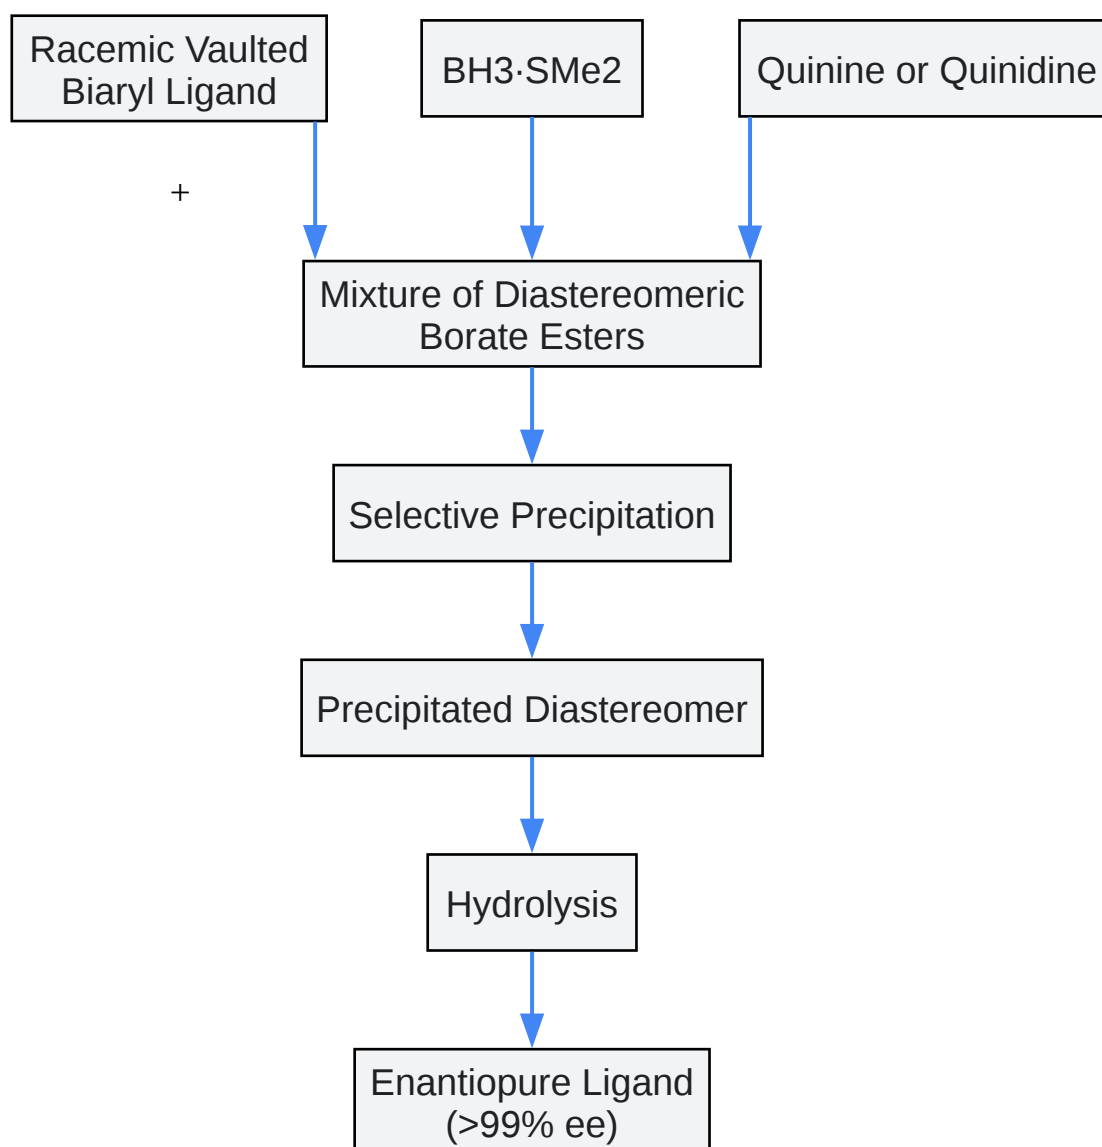 Racemic Vaulted
Biaryl Ligand
BH3·SMe2
Quinine or Quinidine
+
Mixture of Diastereomeric
Borate Esters
Selective Precipitation
Precipitated Diastereomer
Hydrolysis
Enantiopure Ligand
(>99% ee)